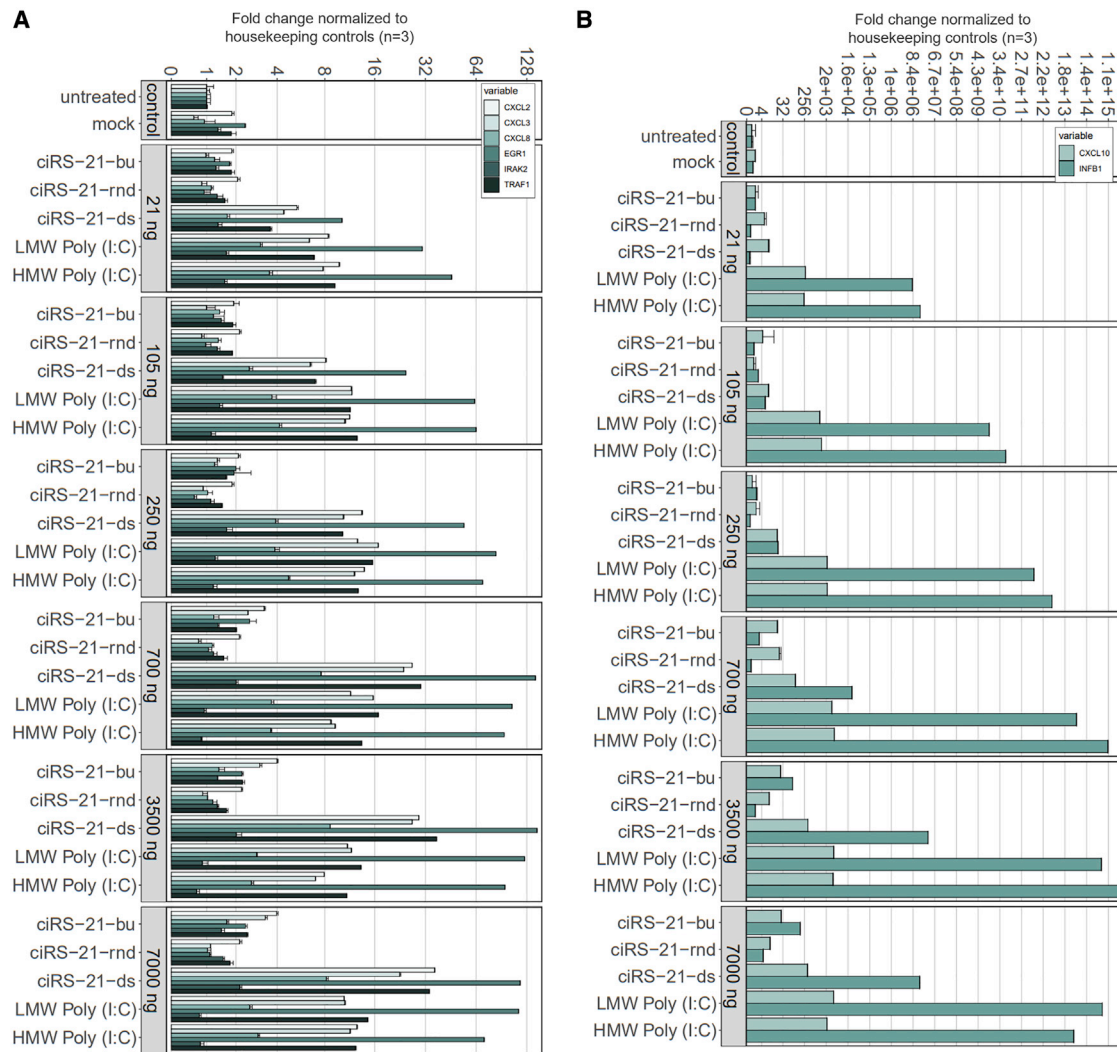 A
Fold change normalized to
housekeeping controls (n=3)
0
1
2
4
8
16
32
64
128
variable
CXCL2
CXCL3
CXCL8
EGR1
IRAK2
TRAF1
control
untreated
mock
21 ng
ciRS-21-bu
ciRS-21-rnd
ciRS-21-ds
LMW Poly (I:C)
HMW Poly (I:C)
105 ng
ciRS-21-bu
ciRS-21-rnd
ciRS-21-ds
LMW Poly (I:C)
HMW Poly (I:C)
250 ng
ciRS-21-bu
ciRS-21-rnd
ciRS-21-ds
LMW Poly (I:C)
HMW Poly (I:C)
700 ng
ciRS-21-bu
ciRS-21-rnd
ciRS-21-ds
LMW Poly (I:C)
HMW Poly (I:C)
3500 ng
ciRS-21-bu
ciRS-21-rnd
ciRS-21-ds
LMW Poly (I:C)
HMW Poly (I:C)
7000 ng
ciRS-21-bu
ciRS-21-rnd
ciRS-21-ds
LMW Poly (I:C)
HMW Poly (I:C)
B
Fold change normalized to
housekeeping controls (n=3)
0
4
32
2e+03
1.6e+04
1.3e+05
1e+06
8.4e+06
6.7e+07
5.4e+08
4.3e+09
3.4e+10
2.7e+11
2.2e+12
1.8e+13
1.4e+14
1.1e+15
variable
CXCL10
INFB1
control
untreated
mock
21 ng
ciRS-21-bu
ciRS-21-rnd
ciRS-21-ds
LMW Poly (I:C)
HMW Poly (I:C)
105 ng
ciRS-21-bu
ciRS-21-rnd
ciRS-21-ds
LMW Poly (I:C)
HMW Poly (I:C)
250 ng
ciRS-21-bu
ciRS-21-rnd
ciRS-21-ds
LMW Poly (I:C)
HMW Poly (I:C)
700 ng
ciRS-21-bu
ciRS-21-rnd
ciRS-21-ds
LMW Poly (I:C)
HMW Poly (I:C)
3500 ng
ciRS-21-bu
ciRS-21-rnd
ciRS-21-ds
LMW Poly (I:C)
HMW Poly (I:C)
7000 ng
ciRS-21-bu
ciRS-21-rnd
ciRS-21-ds
LMW Poly (I:C)
HMW Poly (I:C)